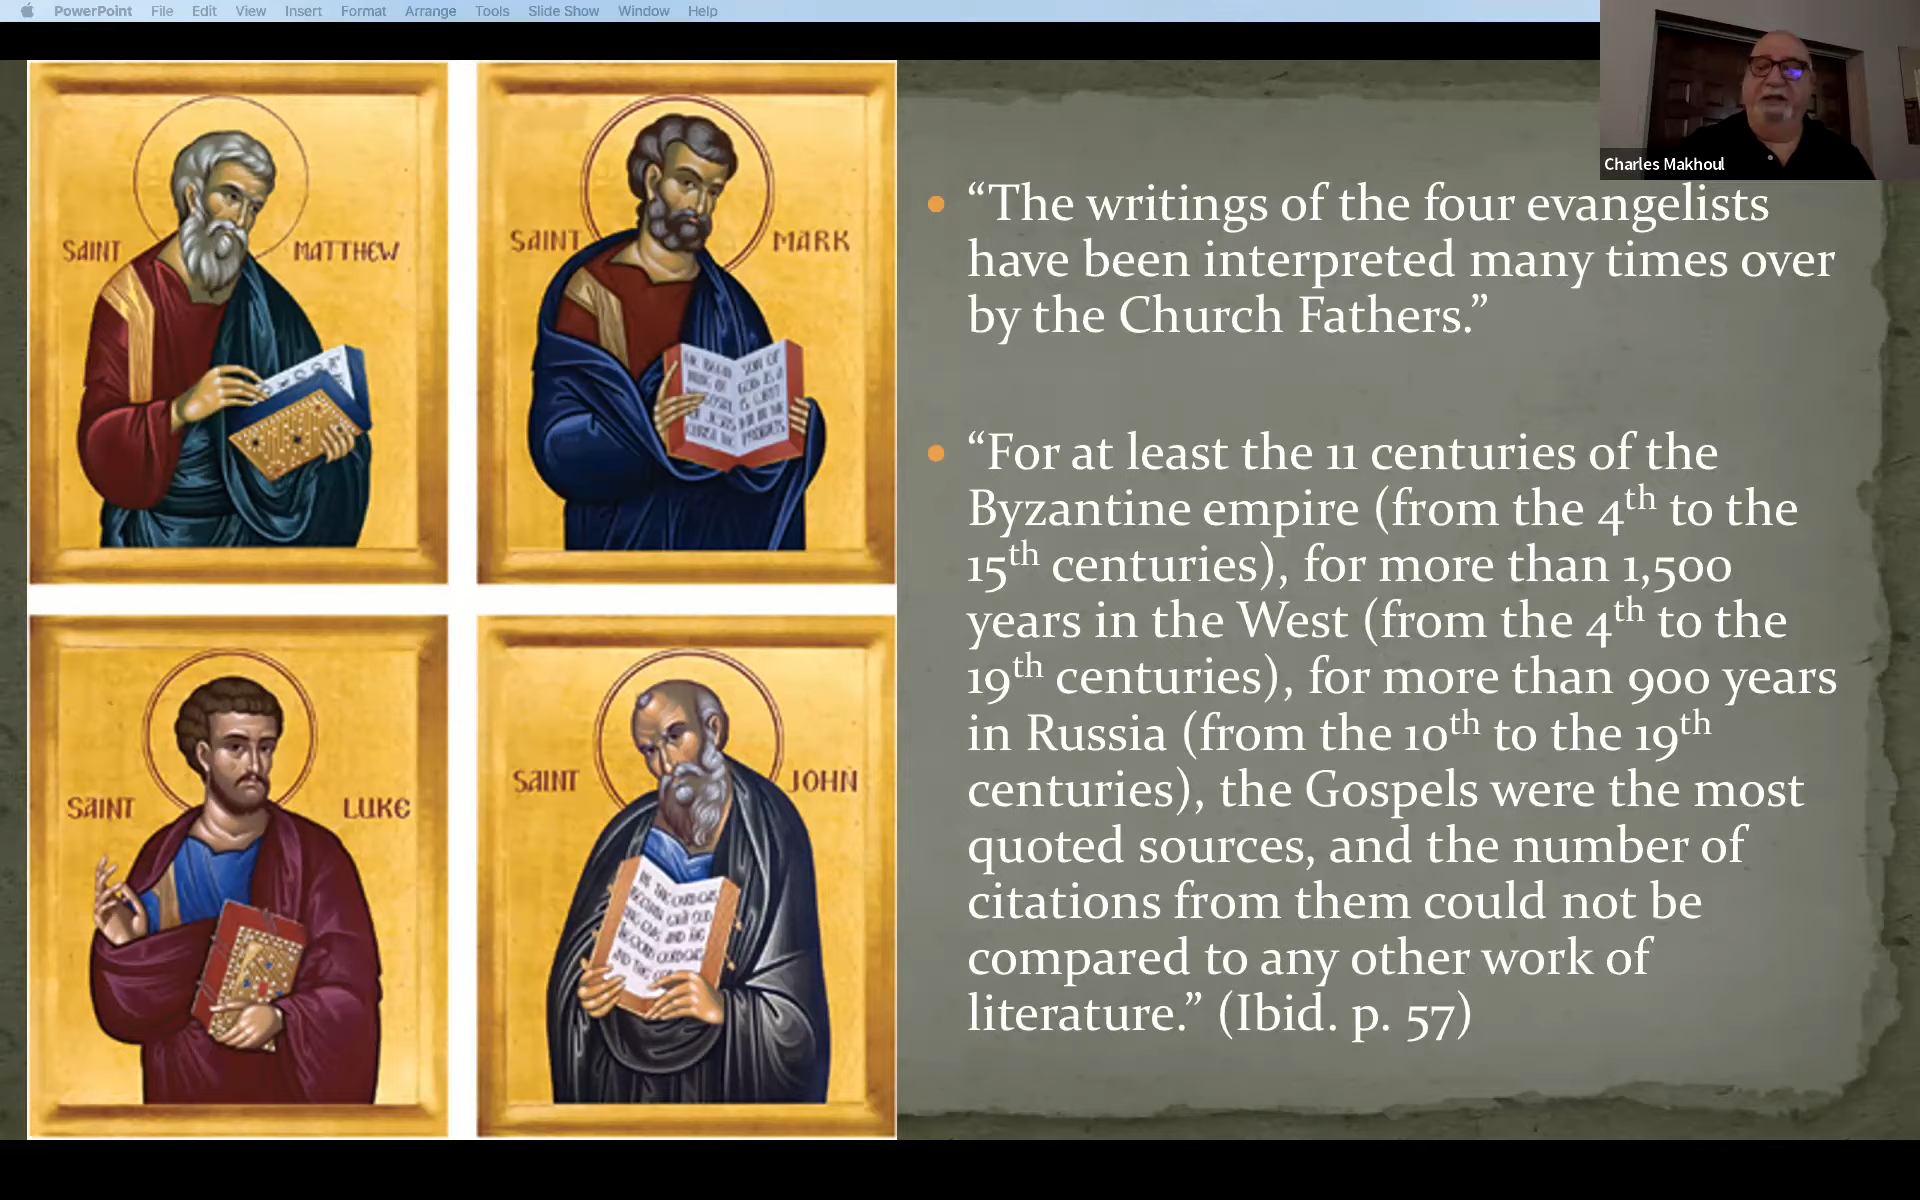 PowerPoint File Edit View Insert Format Arrange Tools Slide Show Window Help
Charles Makhoul
SAINT MATTHEW
SAINT MARK
SON OF
GOD AS A
SAINT LUKE
SAINT JOHN
• “The writings of the four evangelists
have been interpreted many times over
by the Church Fathers.”
• “For at least the 11 centuries of the
Byzantine empire (from the 4th to the
15th centuries), for more than 1,500
years in the West (from the 4th to the
19th centuries), for more than 900 years
in Russia (from the 10th to the 19th
centuries), the Gospels were the most
quoted sources, and the number of
citations from them could not be
compared to any other work of
literature.” (Ibid. p. 57)